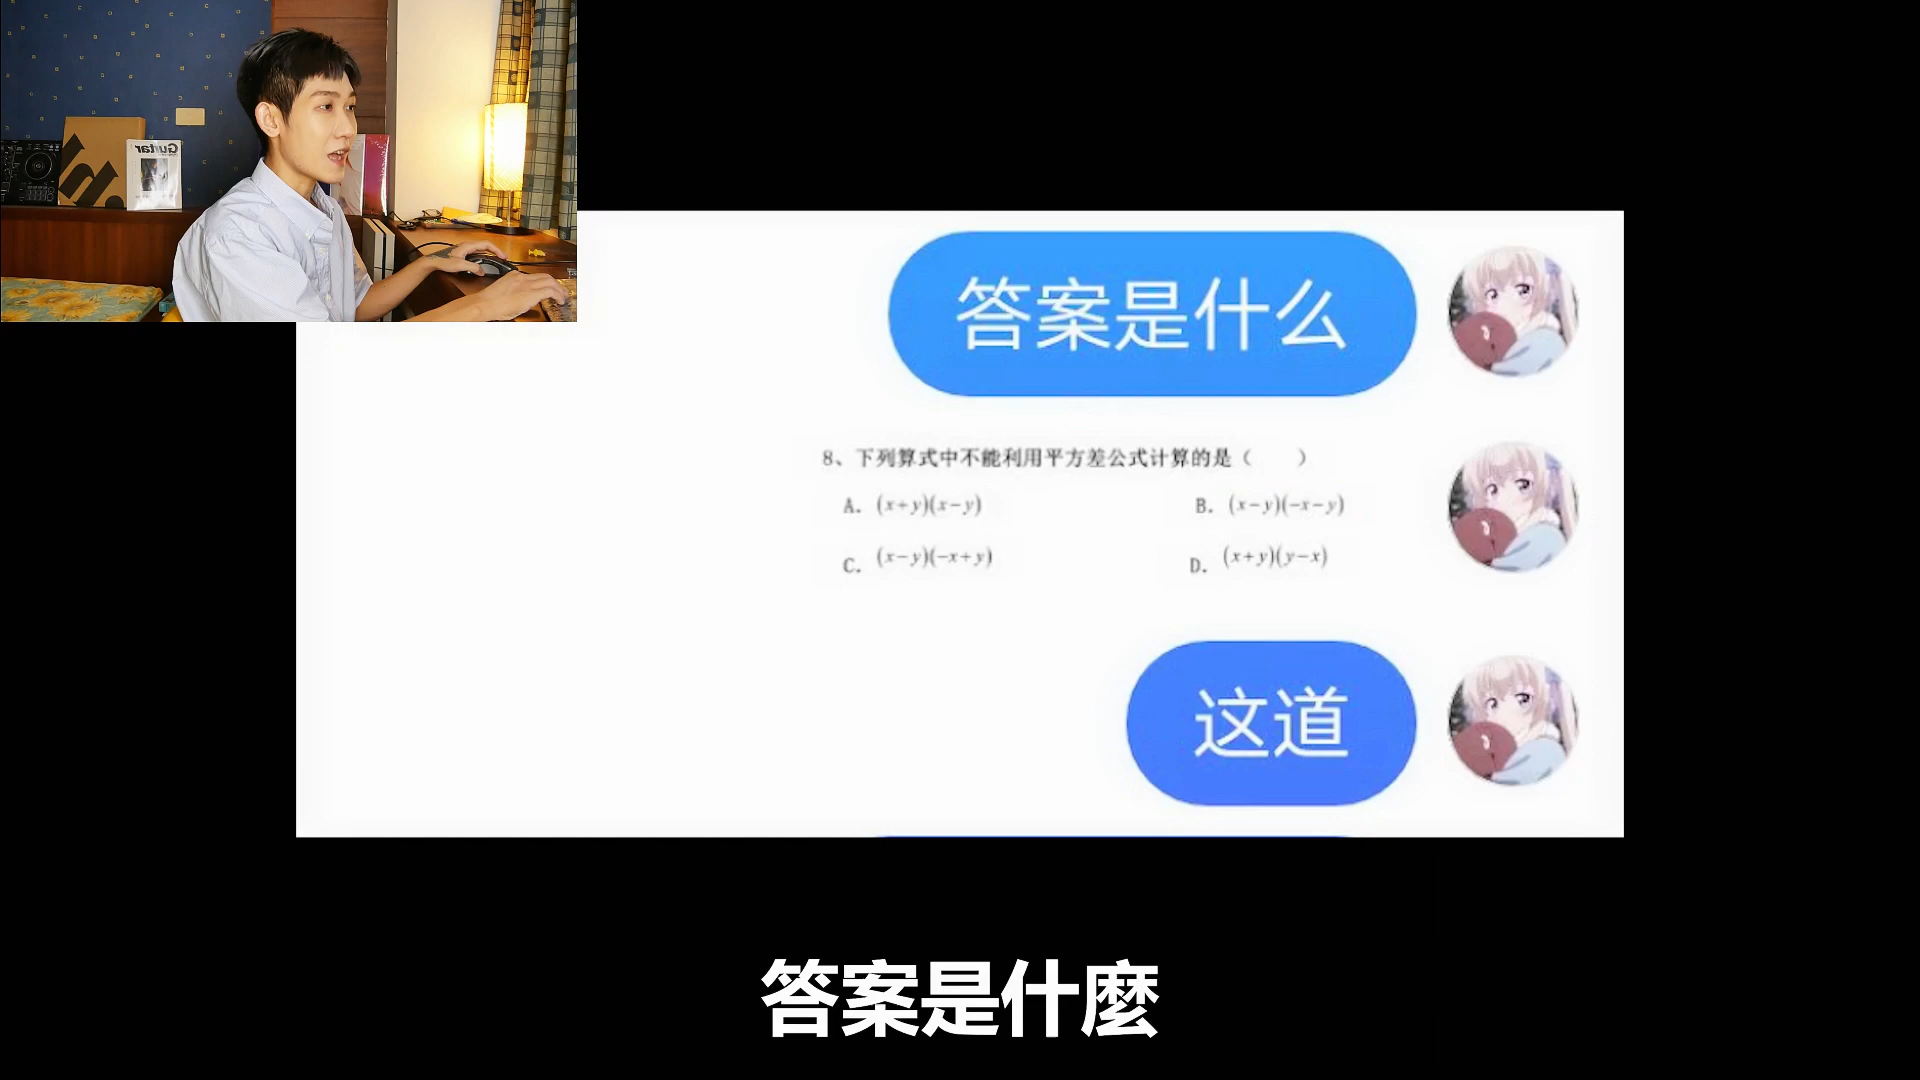 Guitar
答案是什么
8、下列算式中不能利用平方差公式计算的是（　　）
A. (x+y)(x−y)
B. (x−y)(−x−y)
C. (x−y)(−x+y)
D. (x+y)(y−x)
这道
答案是什麼